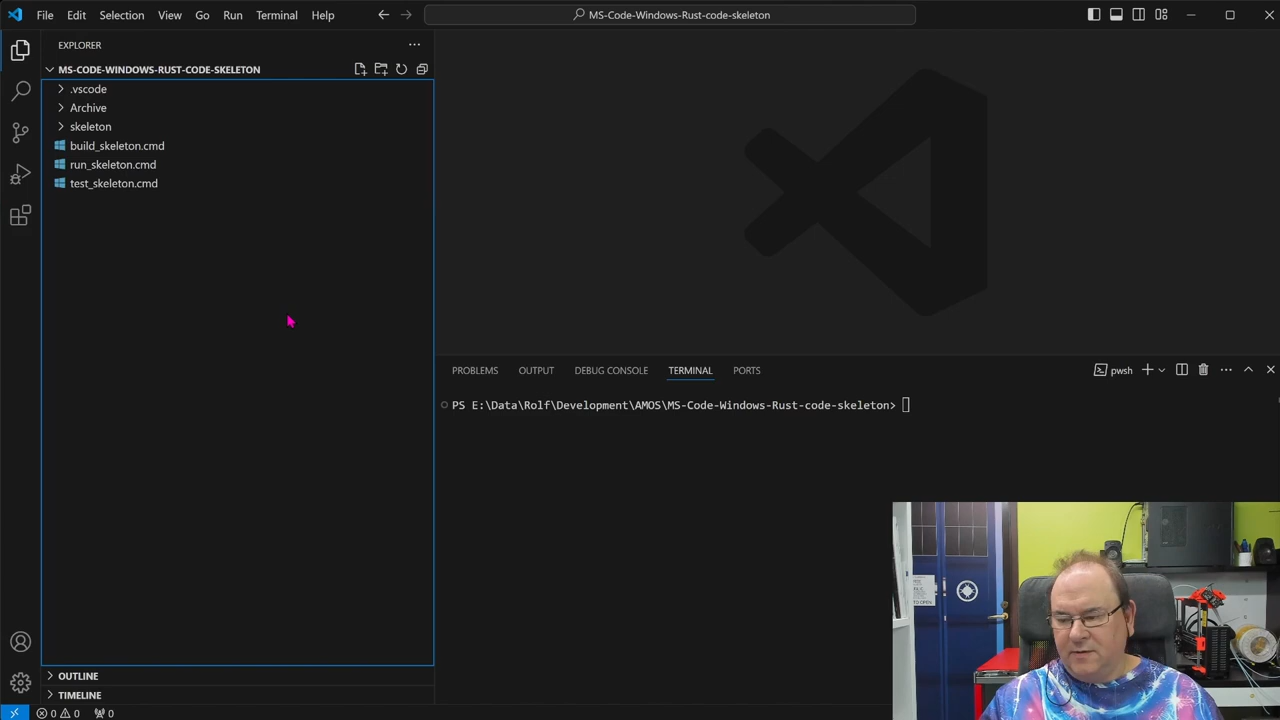 File Edit Selection View Go Run Terminal Help
MS-Code-Windows-Rust-code-skeleton
EXPLORER
MS-CODE-WINDOWS-RUST-CODE-SKELETON
.vscode
Archive
skeleton
build_skeleton.cmd
run_skeleton.cmd
test_skeleton.cmd
PROBLEMS OUTPUT DEBUG CONSOLE TERMINAL PORTS
pwsh
PS E:\Data\Rolf\Development\AMOS\MS-Code-Windows-Rust-code-skeleton>
OUTLINE
TIMELINE
0 0 0